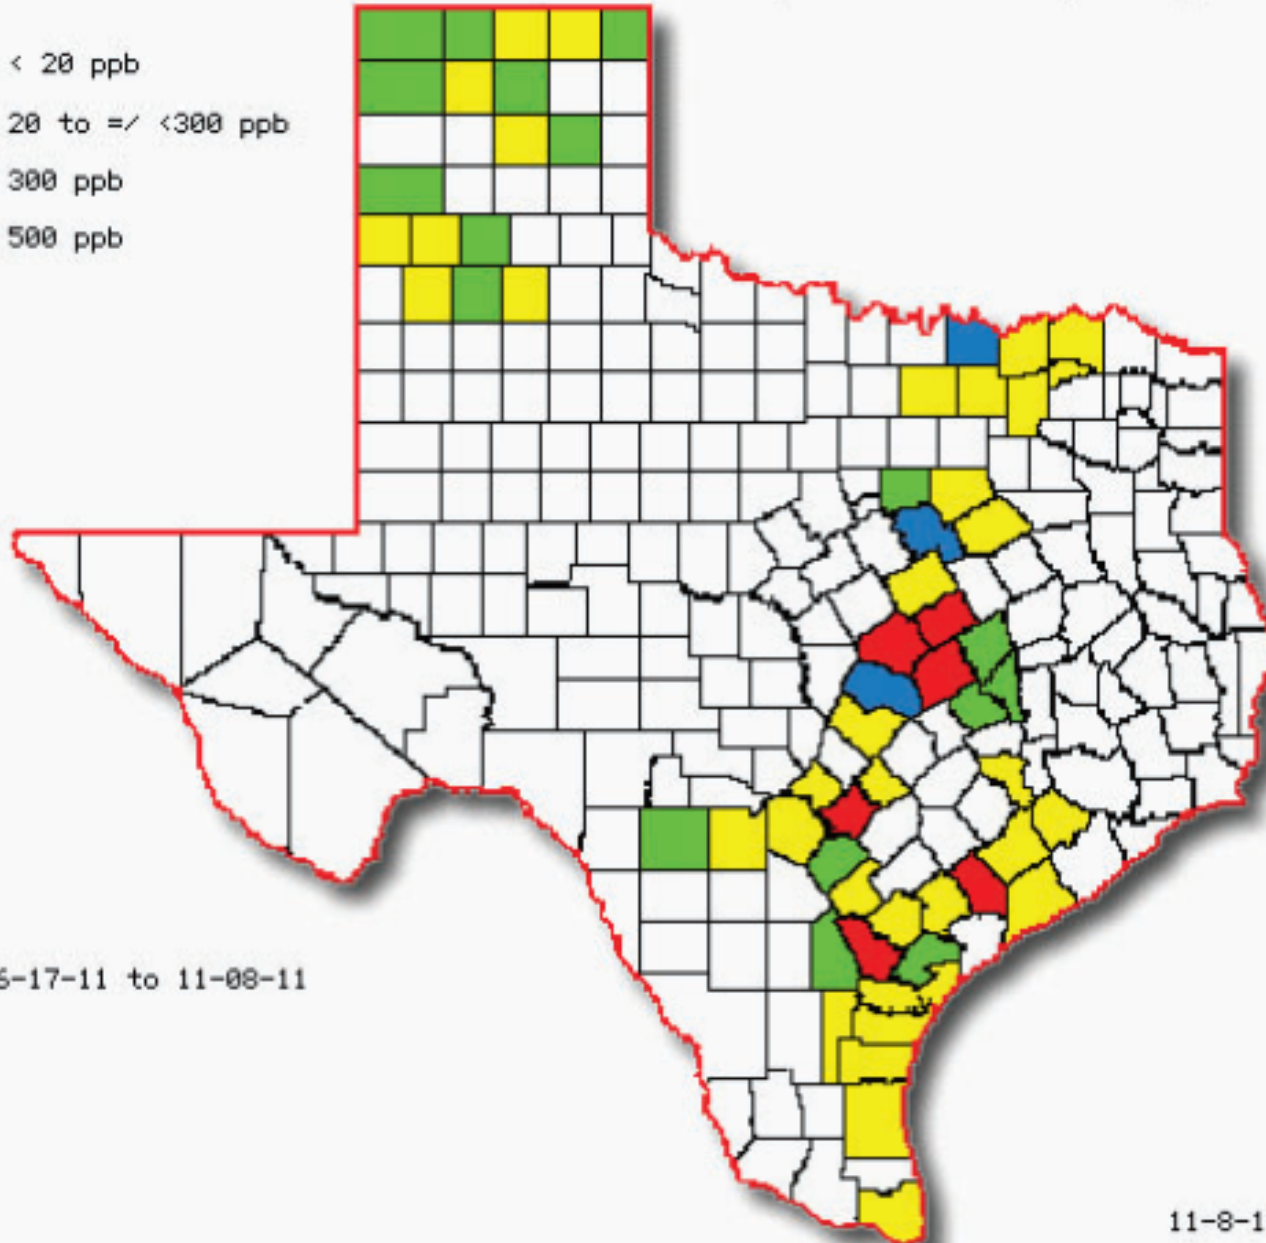 < 20 ppb
20 to =/ <300 ppb
300 ppb
500 ppb
6-17-11 to 11-08-11
11-8-1